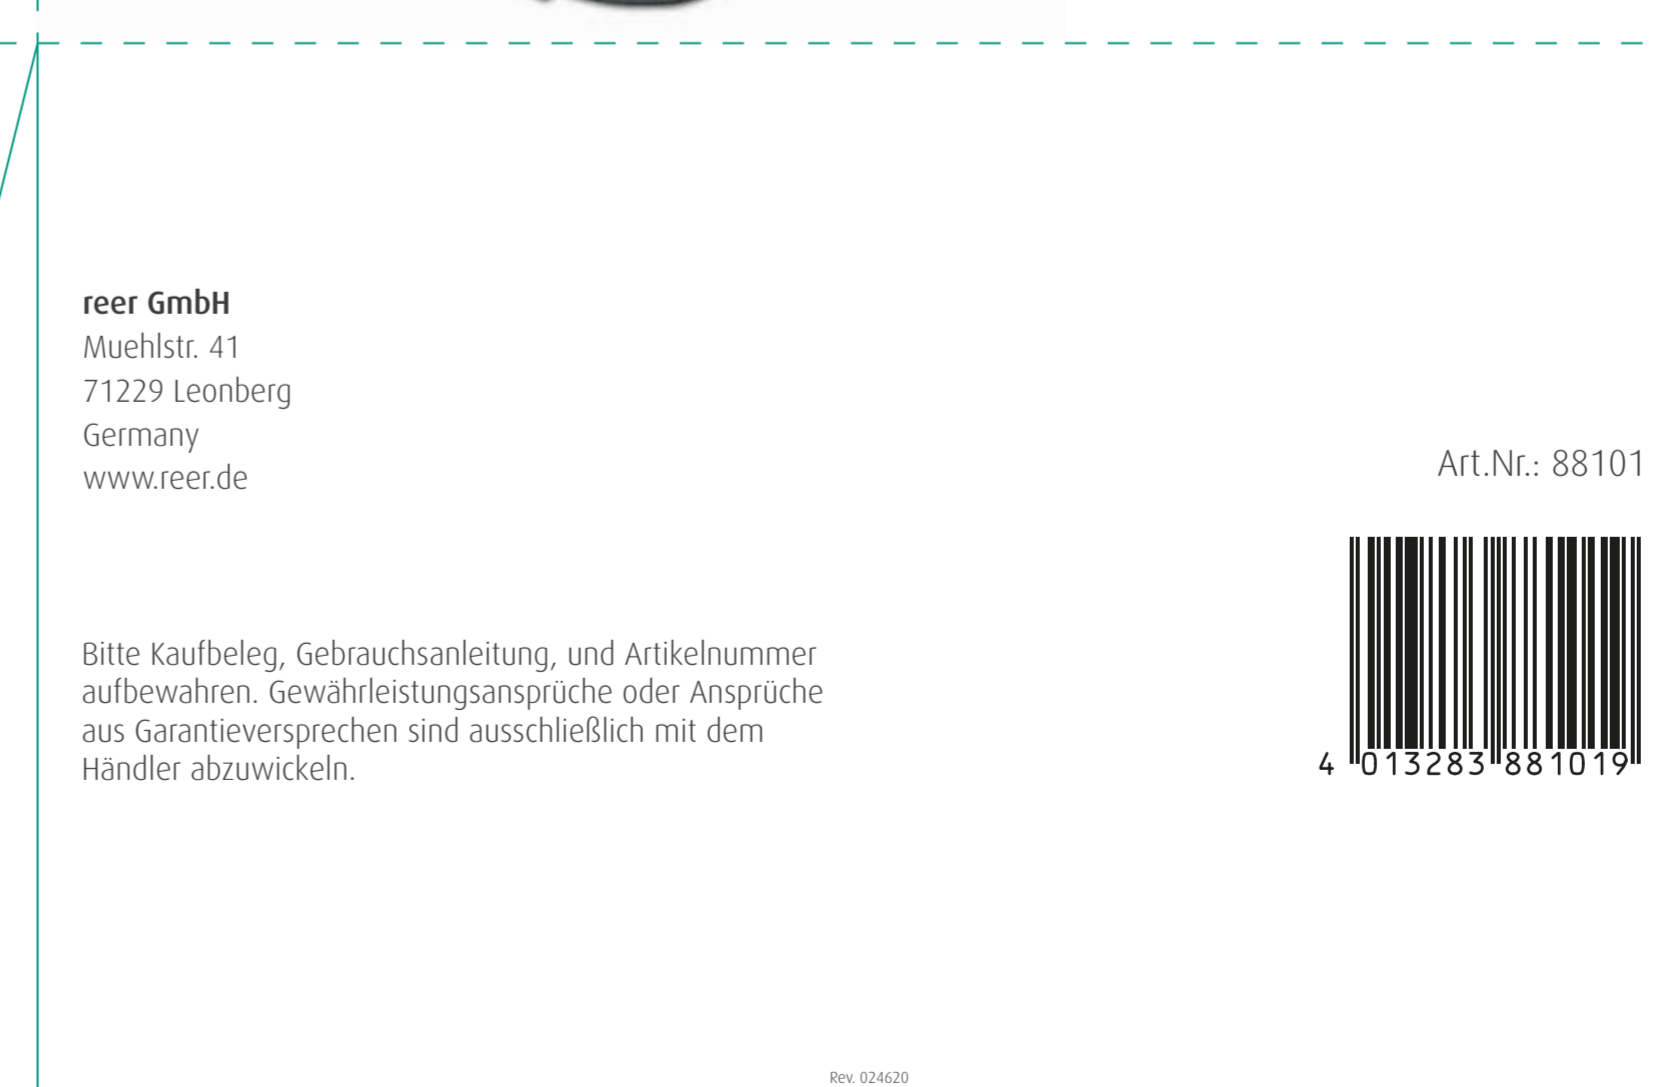 reer GmbH
Muehlstr. 41
71229 Leonberg
Germany
www.reer.de
Art.Nr.: 88101
Bitte Kaufbeleg, Gebrauchsanleitung, und Artikelnummer
aufbewahren. Gewährleistungsansprüche oder Ansprüche
aus Garantieversprechen sind ausschließlich mit dem
Händler abzuwickeln.
4 013283 881019
Rev. 024620